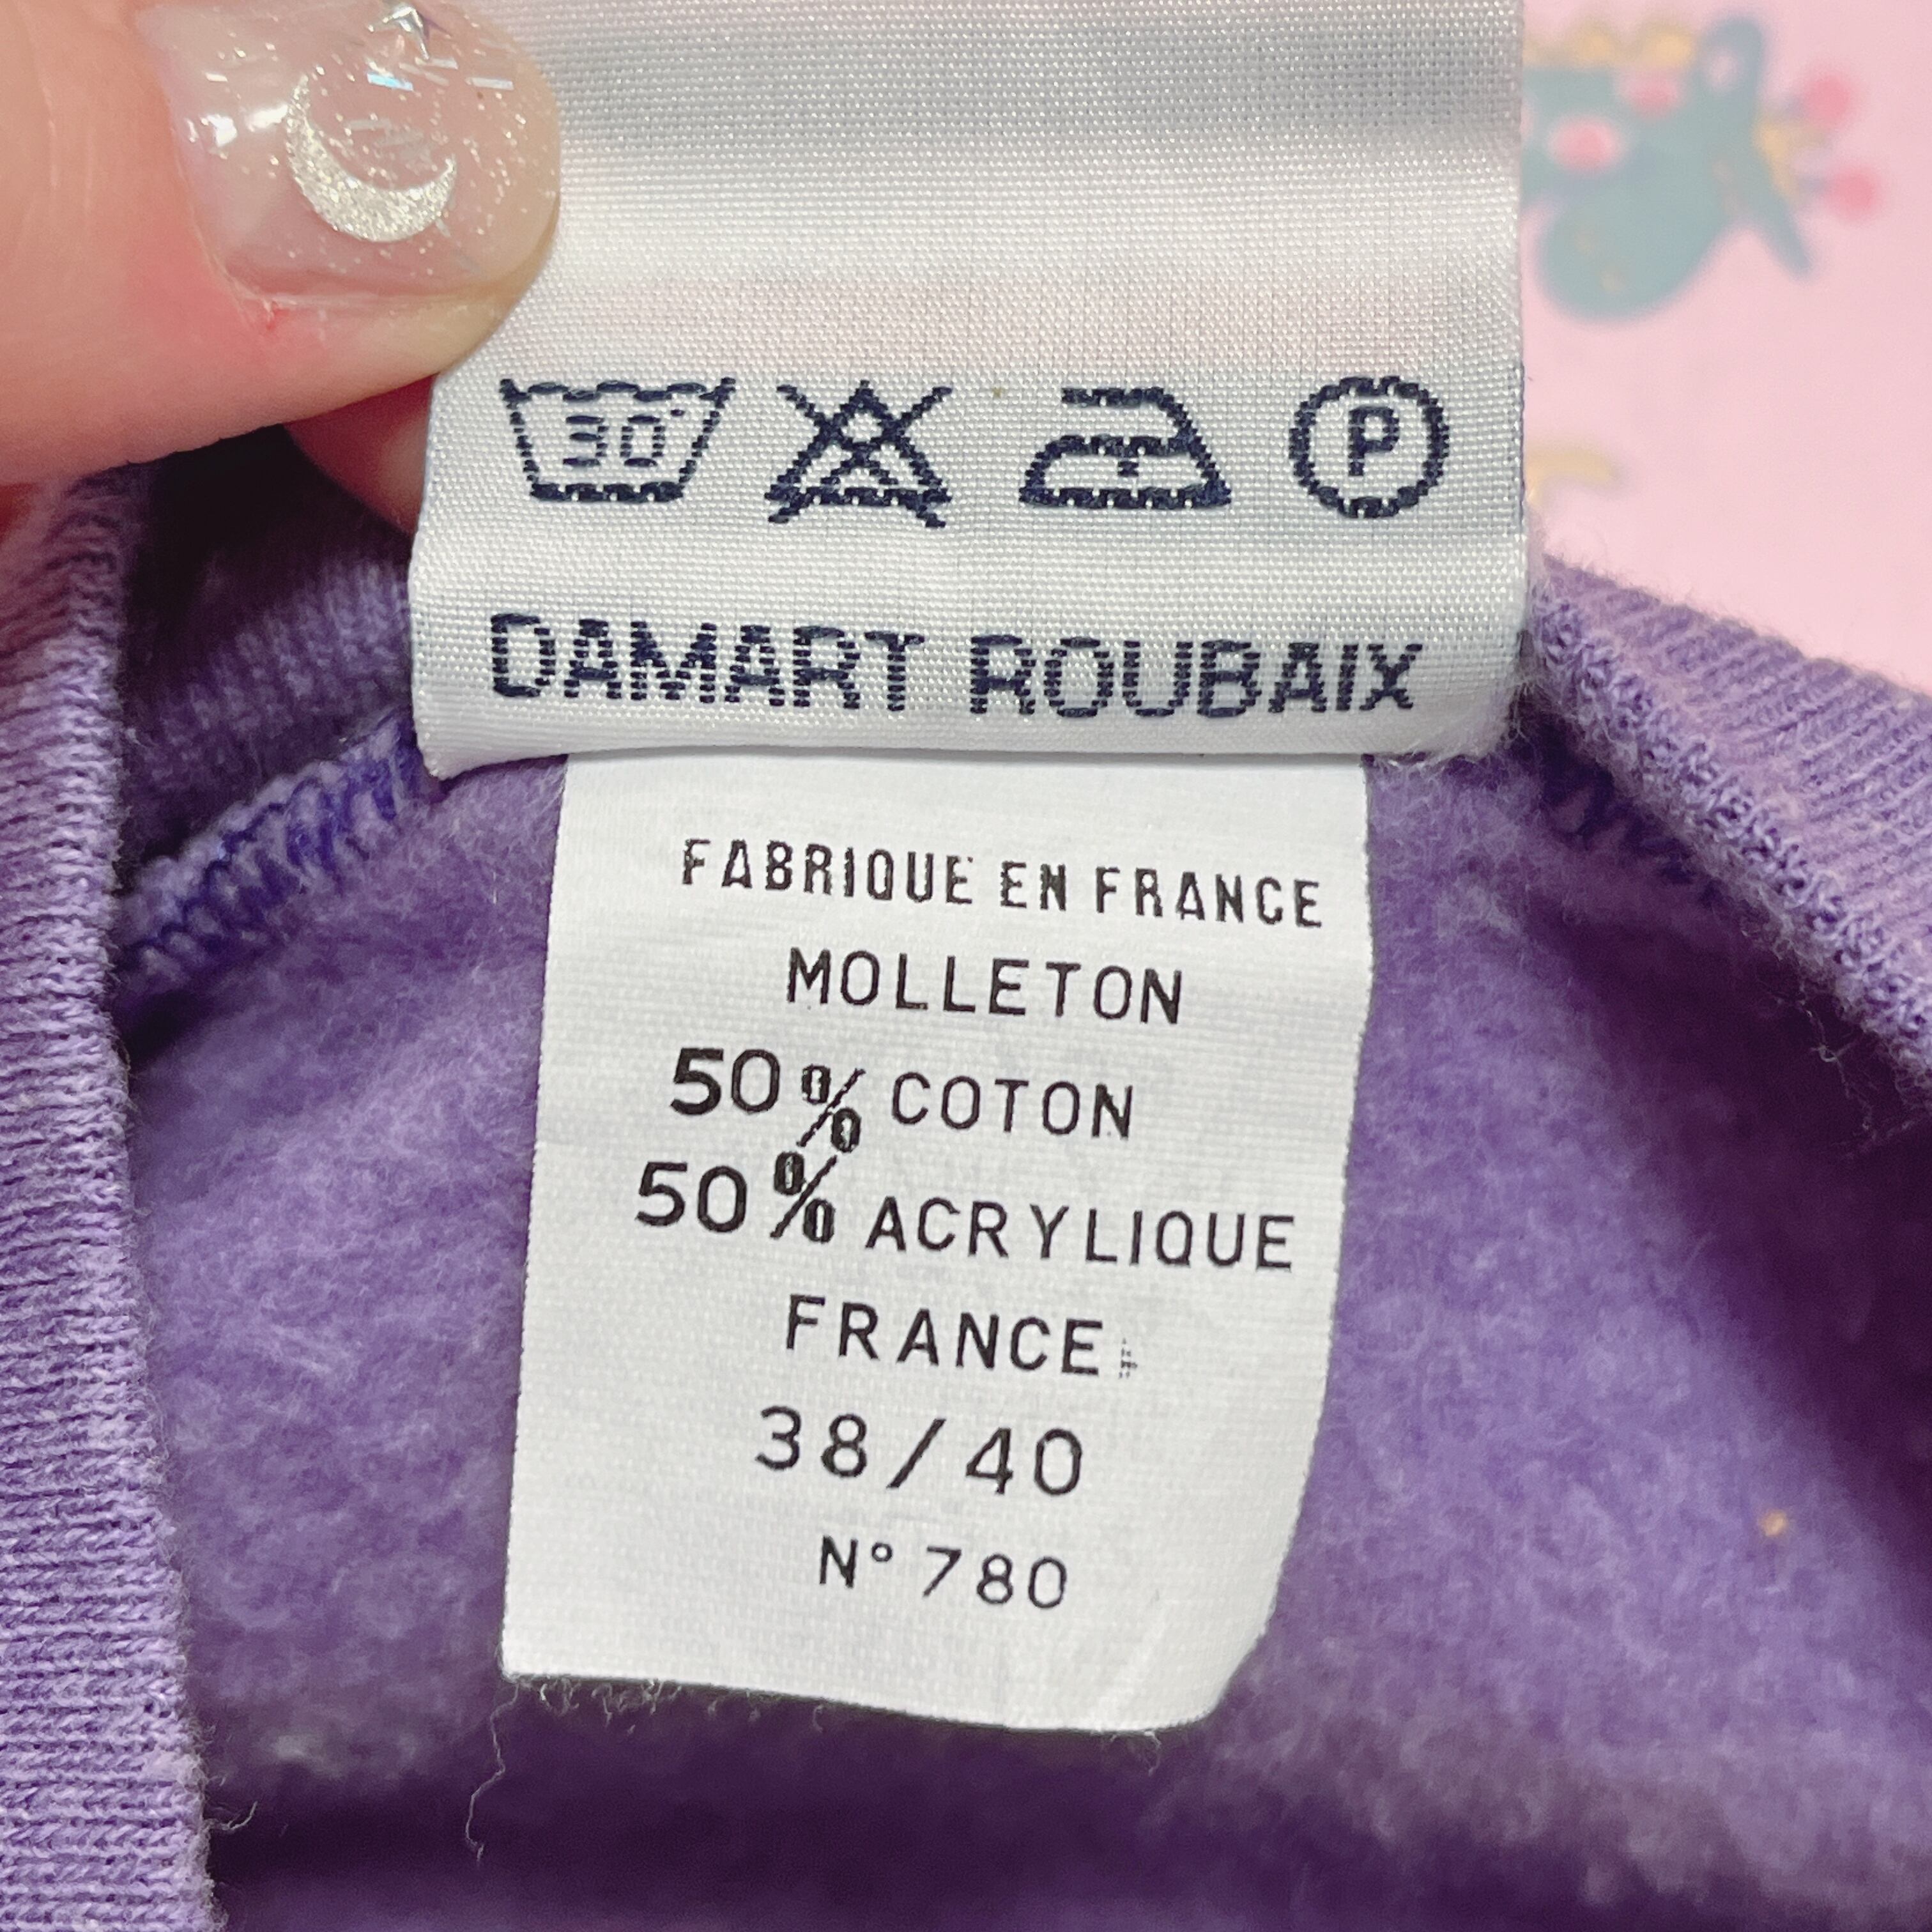 30°
P
DAMART ROUBAIX
FABRIQUE EN FRANCE
MOLLETON
50% COTON
50% ACRYLIQUE
FRANCE
38/40
N° 780